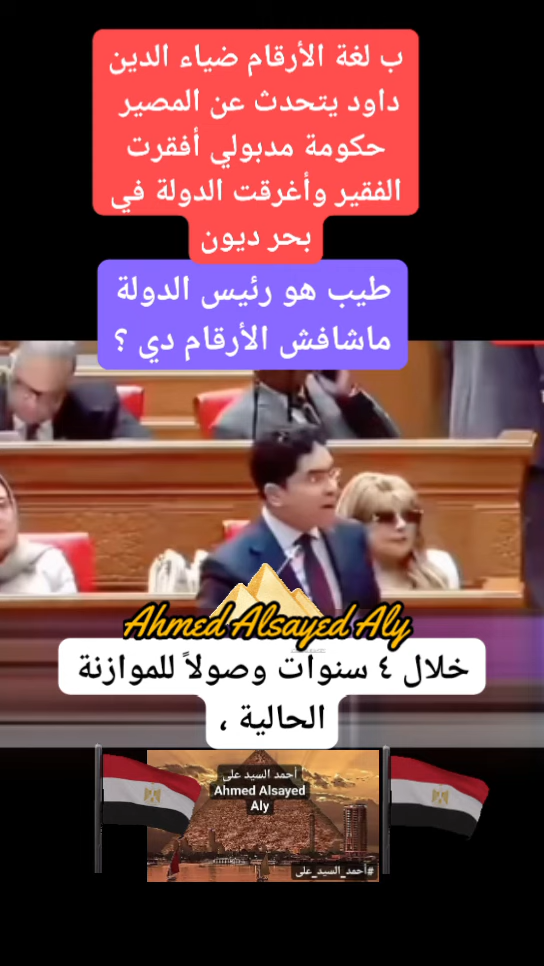 ب لغة الأرقام ضياء الدين
داود يتحدث عن المصير
حكومة مدبولي أفقرت
الفقير وأغرقت الدولة في
بحر ديون
طيب هو رئيس الدولة
ماشافش الأرقام دي ؟
Ahmed Alsayed Aly
خلال ٤ سنوات وصولاً للموازنة
الحالية ،
أحمد السيد على
Ahmed Alsayed
Aly
#أحمد_السيد_على